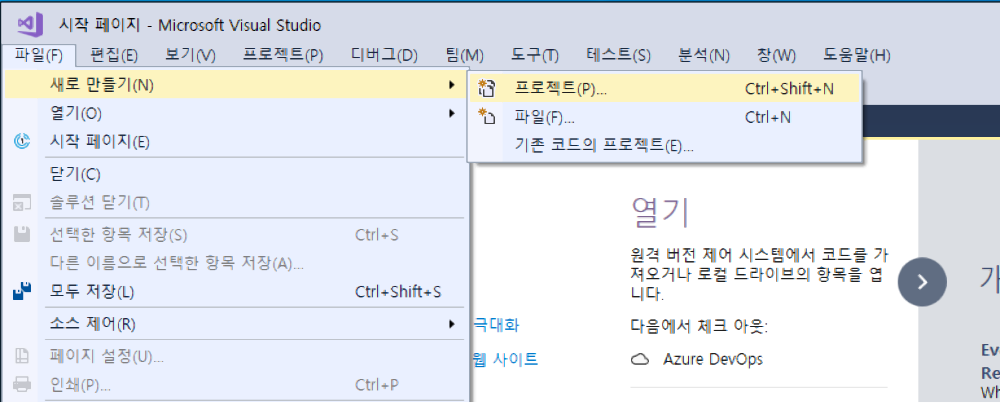 시작 페이지 - Microsoft Visual Studio
파일(F) 편집(E) 보기(V) 프로젝트(P) 디버그(D) 팀(M) 도구(T) 테스트(S) 분석(N) 창(W) 도움말(H)
새로 만들기(N)
열기(O)
시작 페이지(E)
닫기(C)
솔루션 닫기(T)
선택한 항목 저장(S) Ctrl+S
다른 이름으로 선택한 항목 저장(A)...
모두 저장(L) Ctrl+Shift+S
소스 제어(R)
페이지 설정(U)...
인쇄(P)... Ctrl+P
프로젝트(P)... Ctrl+Shift+N
파일(F)... Ctrl+N
기존 코드의 프로젝트(E)...
극대화
웹 사이트
열기
원격 버전 제어 시스템에서 코드를 가
져오거나 로컬 드라이브의 항목을 엽
니다.
다음에서 체크 아웃:
Azure DevOps